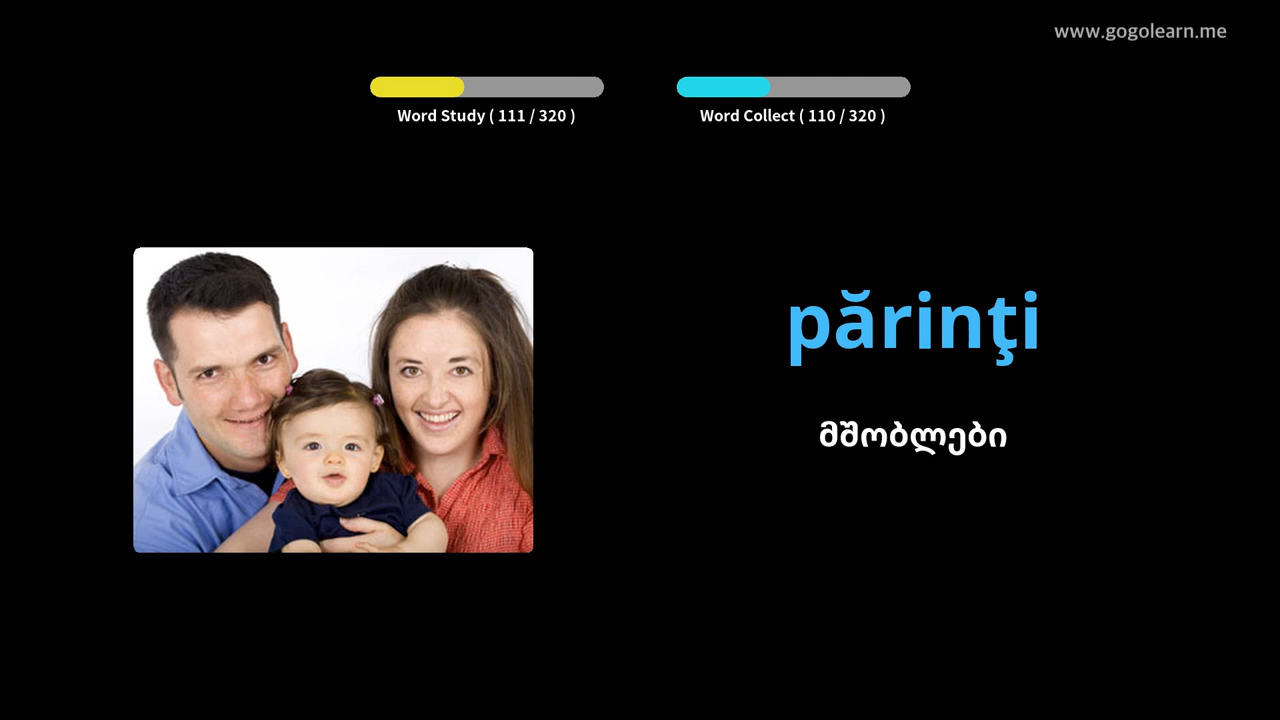 www.gogolearn.me
Word Study ( 111 / 320 )
Word Collect ( 110 / 320 )
părinţi
მშობლები